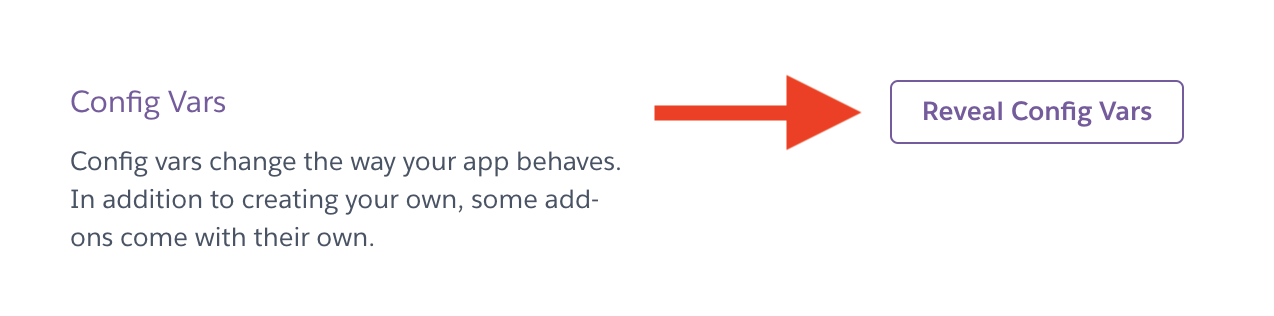 Config Vars
Reveal Config Vars
Config vars change the way your app behaves.
In addition to creating your own, some add-
ons come with their own.